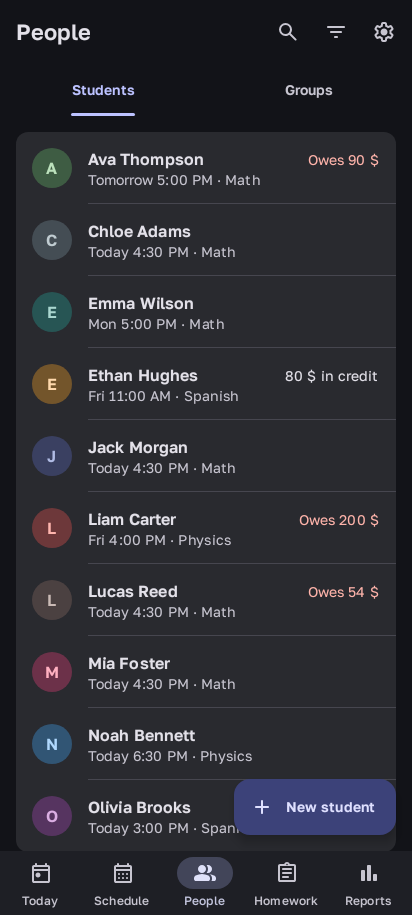 People
Students
Groups
A
Ava Thompson
Owes 90 $
Tomorrow 5:00 PM · Math
C
Chloe Adams
Today 4:30 PM · Math
E
Emma Wilson
Mon 5:00 PM · Math
E
Ethan Hughes
80 $ in credit
Fri 11:00 AM · Spanish
J
Jack Morgan
Today 4:30 PM · Math
L
Liam Carter
Owes 200 $
Fri 4:00 PM · Physics
L
Lucas Reed
Owes 54 $
Today 4:30 PM · Math
M
Mia Foster
Today 4:30 PM · Math
N
Noah Bennett
Today 6:30 PM · Physics
O
Olivia Brooks
Today 3:00 PM ·
New student
Today
Schedule
People
Homework
Reports